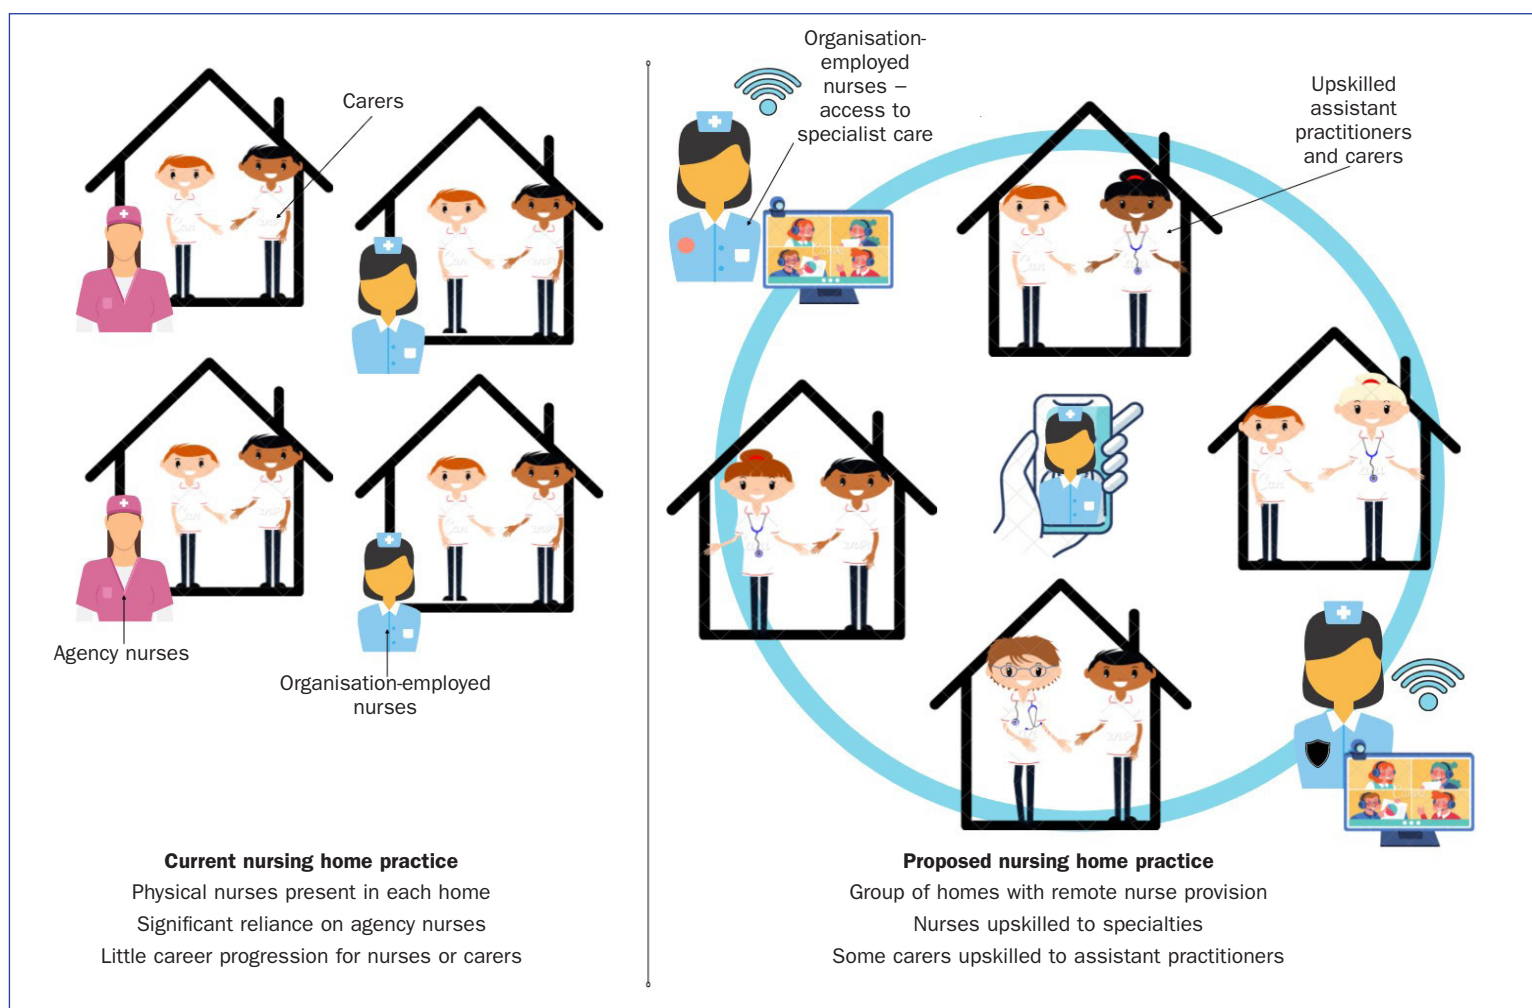 Carers
Agency nurses
Organisation-employed
nurses
Current nursing home practice
Physical nurses present in each home
Significant reliance on agency nurses
Little career progression for nurses or carers
Organisation-
employed
nurses –
access to
specialist care
Upskilled
assistant
practitioners
and carers
Proposed nursing home practice
Group of homes with remote nurse provision
Nurses upskilled to specialties
Some carers upskilled to assistant practitioners